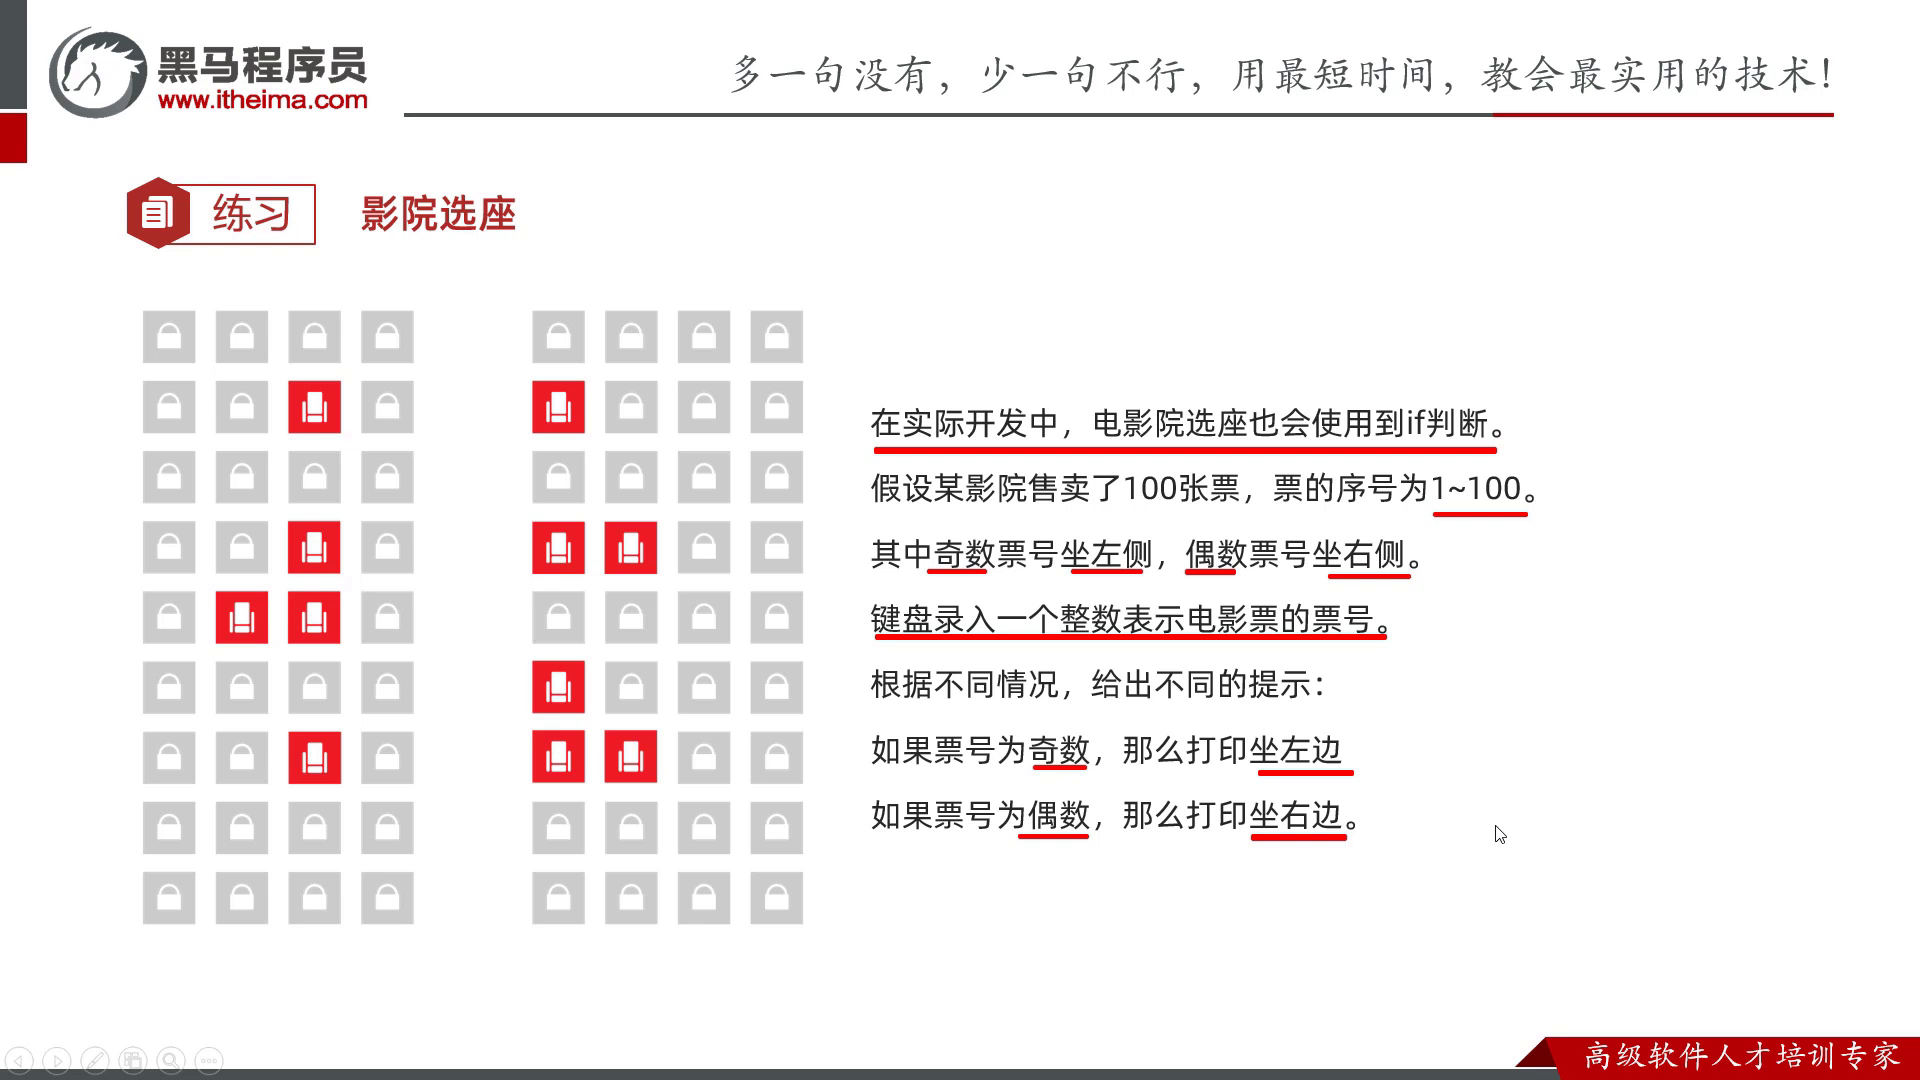 黑马程序员
www.itheima.com
多一句没有，少一句不行，用最短时间，教会最实用的技术！
练习
影院选座
在实际开发中，电影院选座也会使用到if判断。
假设某影院售卖了100张票，票的序号为1~100。
其中奇数票号坐左侧，偶数票号坐右侧。
键盘录入一个整数表示电影票的票号。
根据不同情况，给出不同的提示：
如果票号为奇数，那么打印坐左边
如果票号为偶数，那么打印坐右边。
高级软件人才培训专家